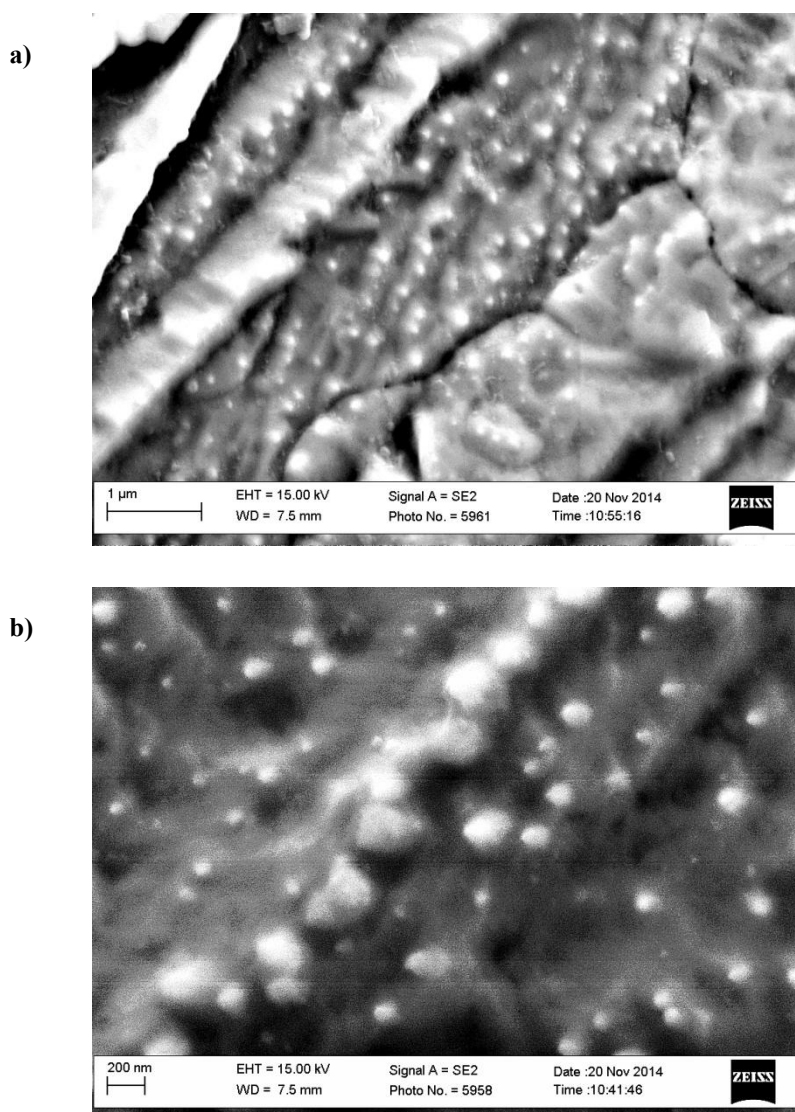 a)
1 µm
EHT = 15.00 kV
WD = 7.5 mm
Signal A = SE2
Photo No. = 5961
Date :20 Nov 2014
Time :10:55:16
ZEISS
b)
200 nm
EHT = 15.00 kV
WD = 7.5 mm
Signal A = SE2
Photo No. = 5958
Date :20 Nov 2014
Time :10:41:46
ZEISS